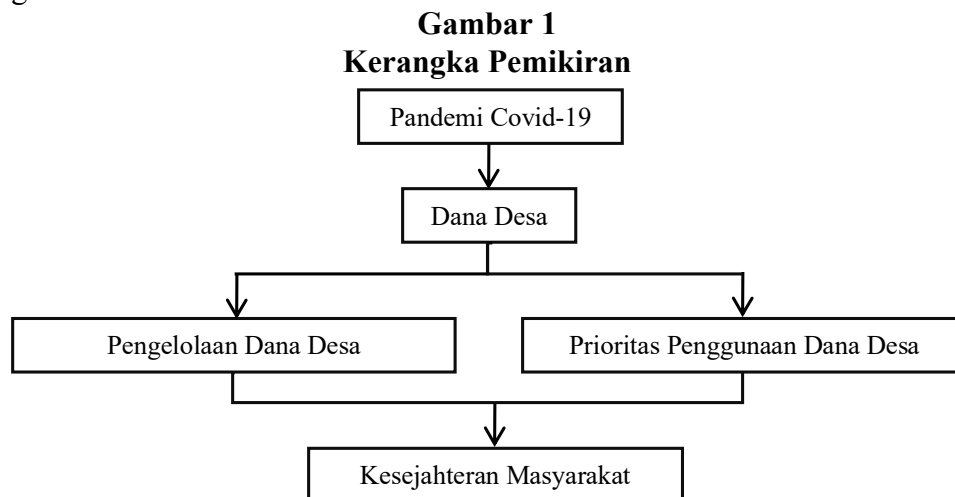 Gambar 1
Kerangka Pemikiran
Pandemi Covid-19
Dana Desa
Pengelolaan Dana Desa
Prioritas Penggunaan Dana Desa
Kesejahteran Masyarakat